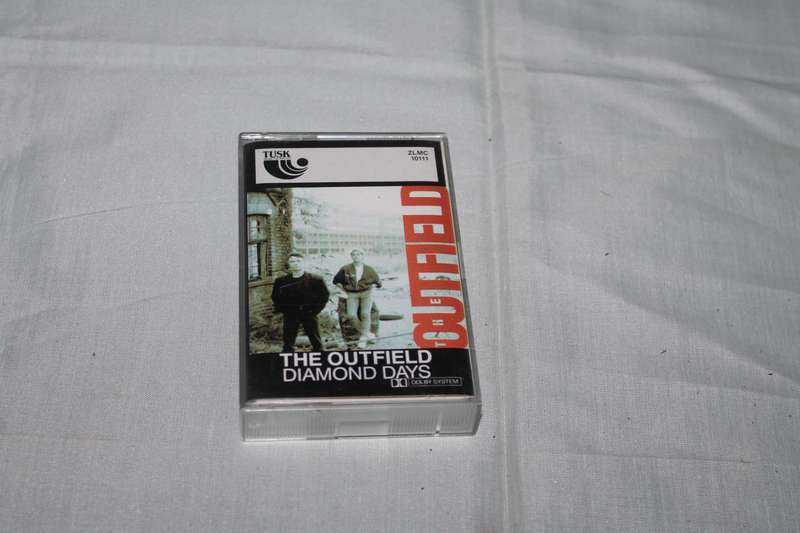 TUSK
ZLMC
10111
THE OUTFIELD
THE OUTFIELD
DIAMOND DAYS
DOLBY SYSTEM